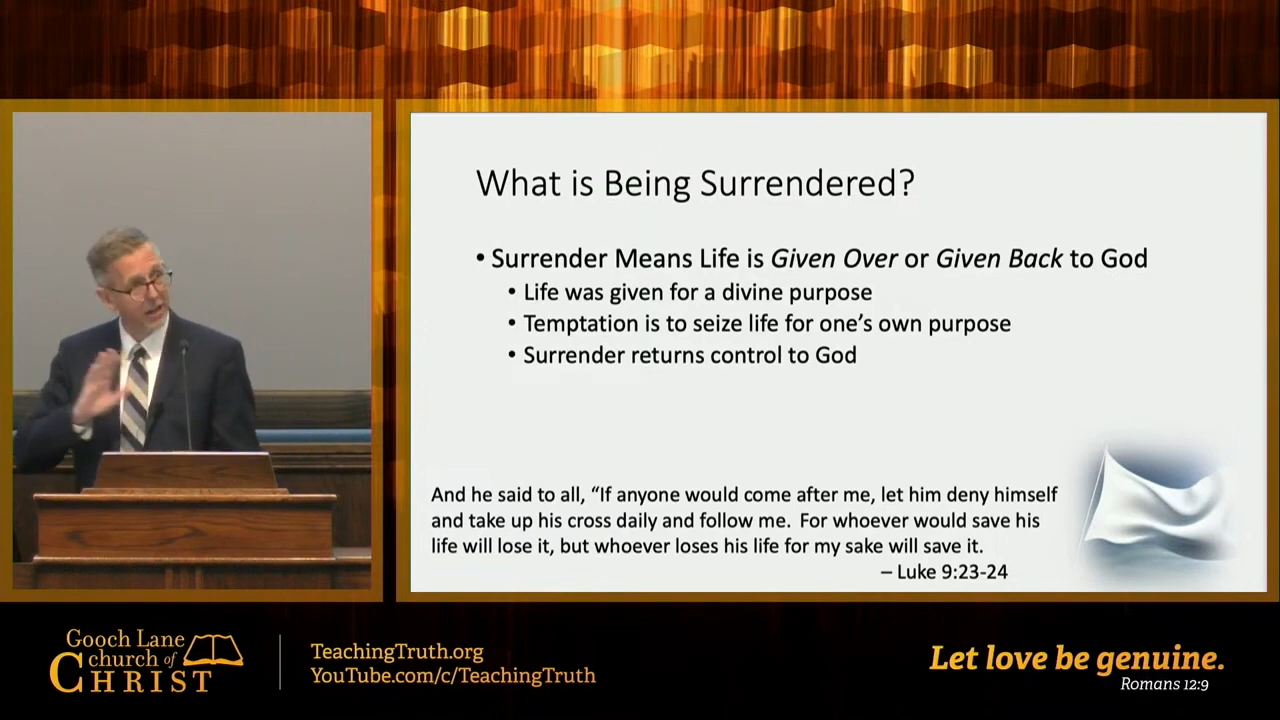 What is Being Surrendered?
• Surrender Means Life is Given Over or Given Back to God
• Life was given for a divine purpose
• Temptation is to seize life for one’s own purpose
• Surrender returns control to God
And he said to all, “If anyone would come after me, let him deny himself
and take up his cross daily and follow me. For whoever would save his
life will lose it, but whoever loses his life for my sake will save it.
– Luke 9:23-24
Gooch Lane
church of
CHRIST
TeachingTruth.org
YouTube.com/c/TeachingTruth
Let love be genuine.
Romans 12:9